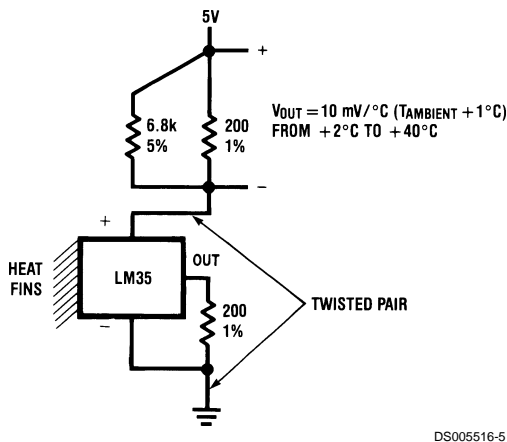 5V
+
6.8k
5%
200
1%
VOUT = 10 mV/°C (TAMBIENT +1°C)
FROM +2°C TO +40°C
−
+
HEAT
FINS
LM35
OUT
−
200
1%
TWISTED PAIR
DS005516-5